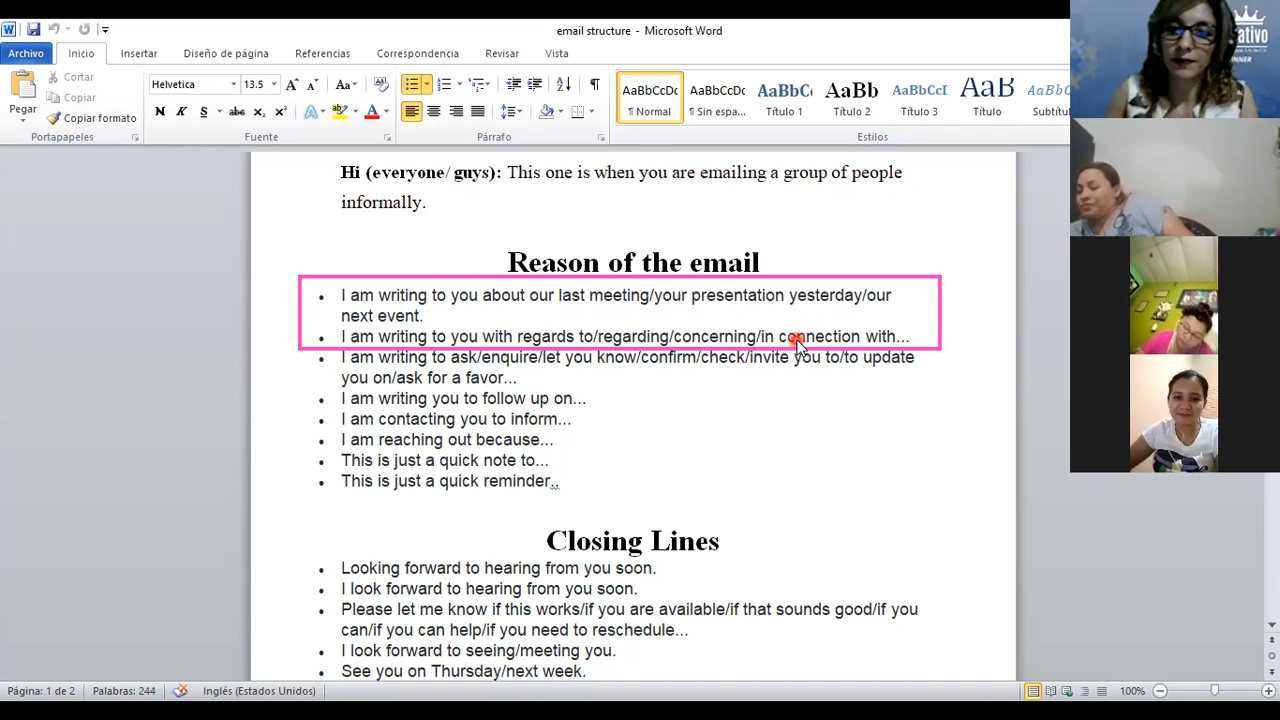 email structure - Microsoft Word
Archivo Inicio Insertar Diseño de página Referencias Correspondencia Revisar Vista
Pegar
Cortar
Copiar
Copiar formato
Portapapeles
Helvetica 13.5
N K S abc x₂ x²
Fuente
Párrafo
AaBbCcDc AaBbCcDc AaBbC AaBb AaBbCcI AaB AaBbC
¶ Normal ¶ Sin espa... Título 1 Título 2 Título 3 Título Subtítu
Estilos
ativo
NNER
Hi (everyone/ guys): This one is when you are emailing a group of people
informally.
Reason of the email
• I am writing to you about our last meeting/your presentation yesterday/our
next event.
• I am writing to you with regards to/regarding/concerning/in connection with...
• I am writing to ask/enquire/let you know/confirm/check/invite you to/to update
you on/ask for a favor...
• I am writing you to follow up on...
• I am contacting you to inform...
• I am reaching out because...
• This is just a quick note to...
• This is just a quick reminder..
Closing Lines
• Looking forward to hearing from you soon.
• I look forward to hearing from you soon.
• Please let me know if this works/if you are available/if that sounds good/if you
can/if you can help/if you need to reschedule...
• I look forward to seeing/meeting you.
• See you on Thursday/next week.
Página: 1 de 2 Palabras: 244 Inglés (Estados Unidos) 100%